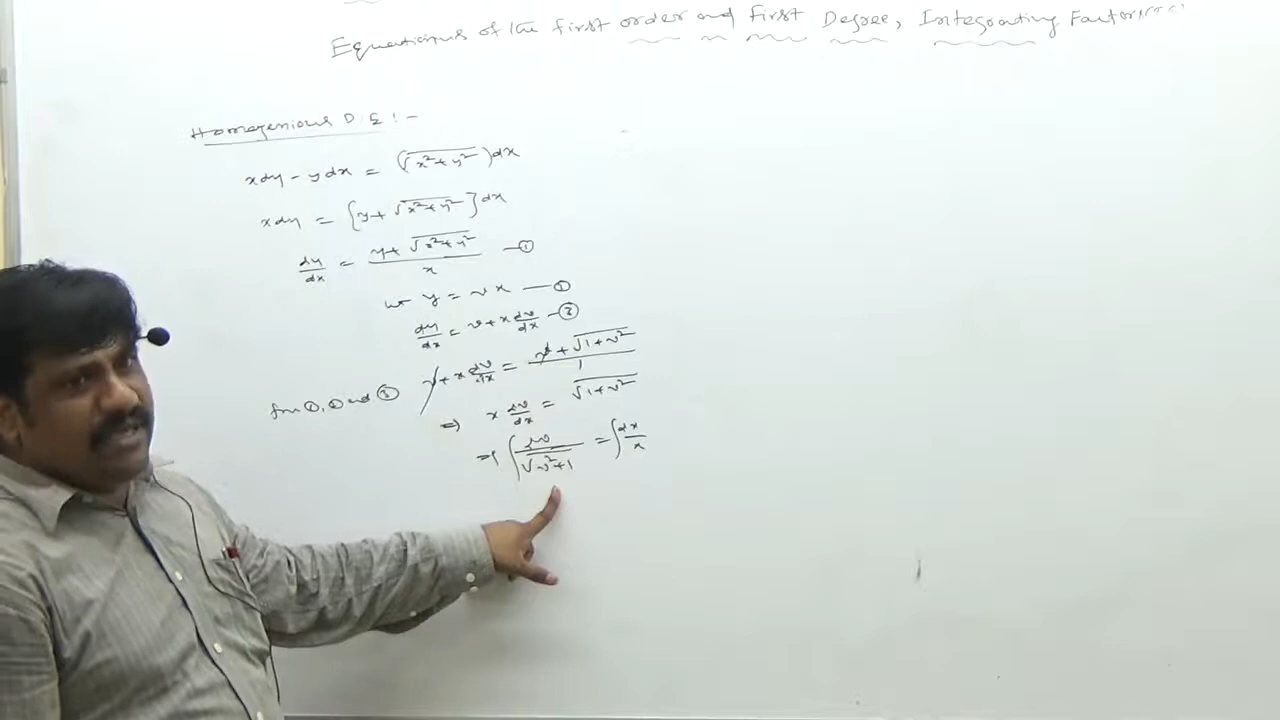 Equations of the first order and First Degree, Integrating Factor
Homogenious D.E :-
xdy - ydx = (√x²+y²)dx
xdy = {y+√x²+y²}dx
dy/dx = y+√x²+y² / x —①
let y = vx —②
dy/dx = v+x dv/dx —③
from ①, ② and ③ v+x dv/dx = v+√1+v² / 1
⇒ x dv/dx = √1+v²
⇒ ∫ dv/√v²+1 = ∫ dx/x